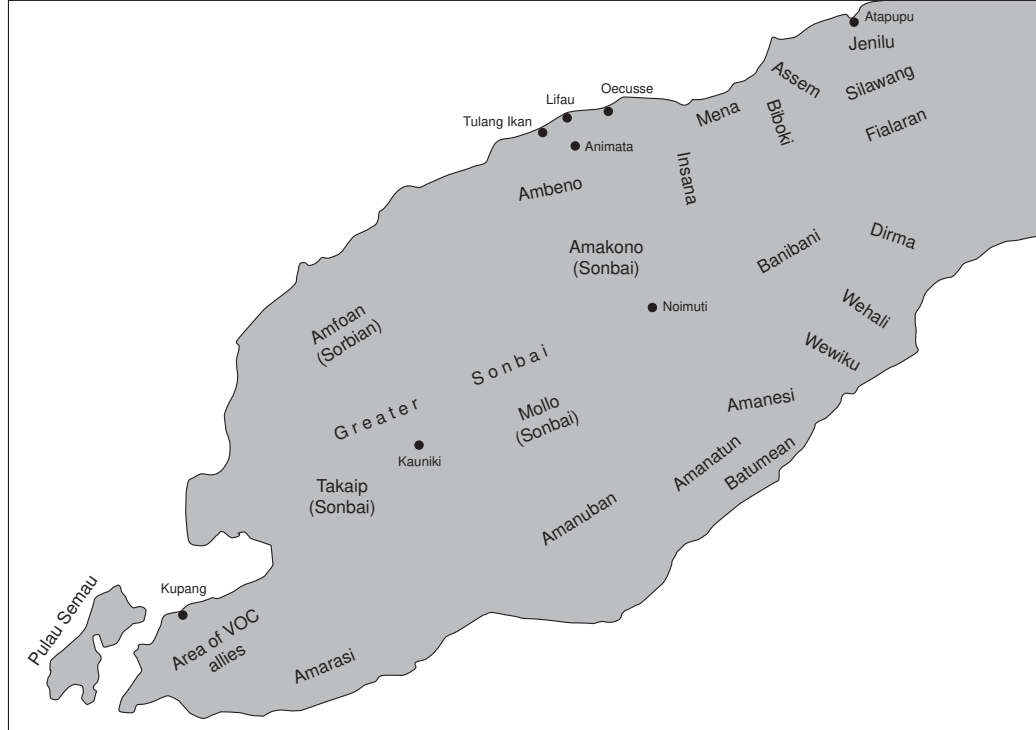 Atapupu
Jenilu
Assem
Silawang
Oecusse
Lifau
Mena
Biboki
Tulang Ikan
Fialaran
Animata
Insana
Ambeno
Dirma
Amakono
(Sonbai)
Banibani
Noimuti
Wehali
Amfoan
(Sorbian)
Wewiku
Greater Sonbai
Amanesi
Mollo
(Sonbai)
Kauniki
Amanatun
Batumean
Takaip
(Sonbai)
Amanuban
Kupang
Pulau Semau
Area of VOC
allies
Amarasi